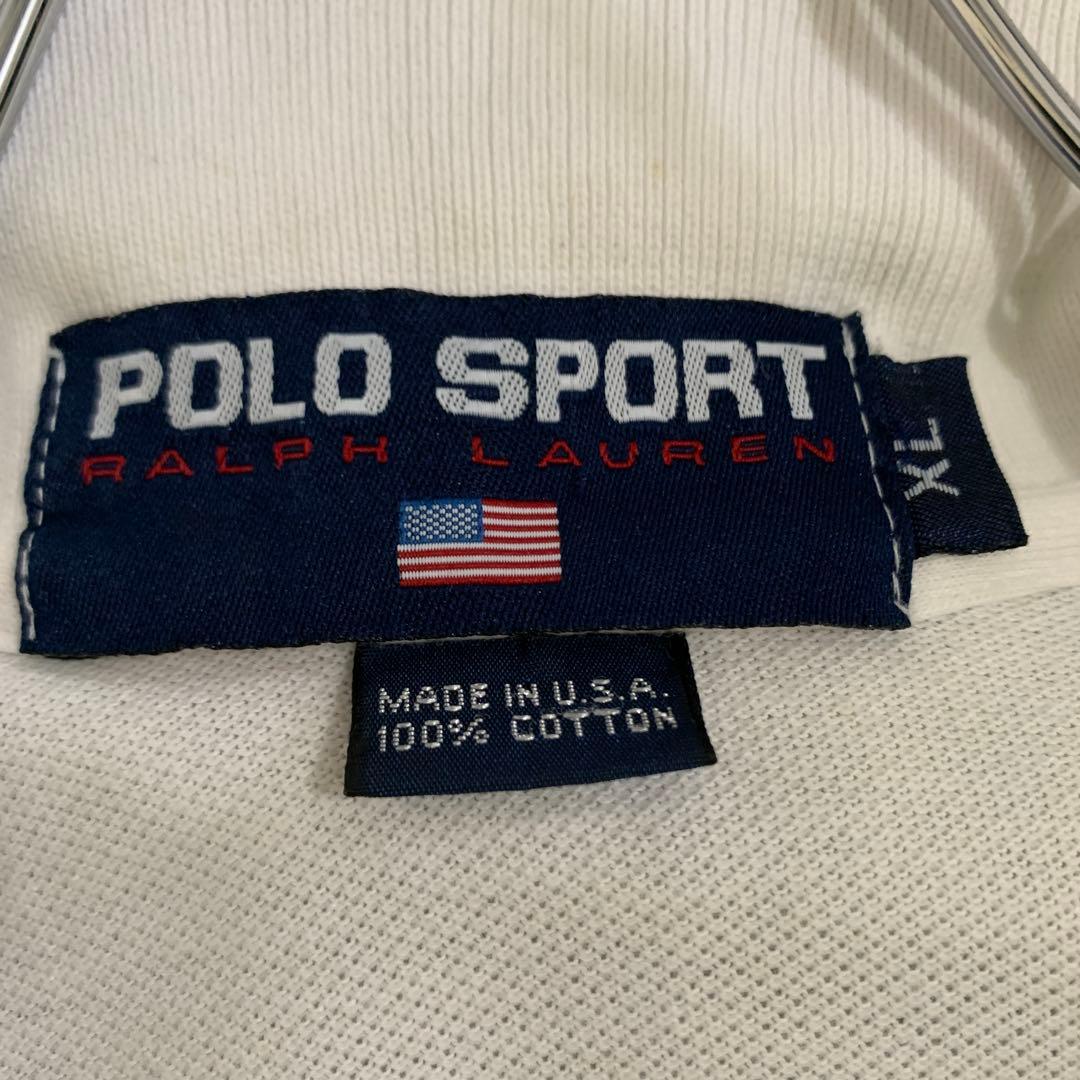 POLO SPORT
RALPH LAUREN
XL
MADE IN U.S.A.
100% COTTON